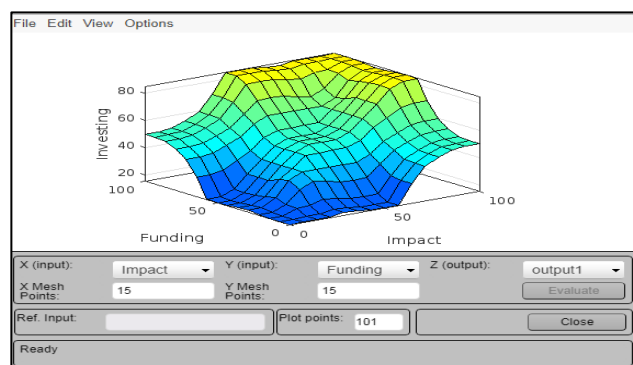 File Edit View Options
80
60
40
20
Investing
100
50
0
Funding
0
50
100
Impact
X (input): Impact Y (input): Funding Z (output): output1
X Mesh Points: 15 Y Mesh Points: 15 Evaluate
Ref. Input: Plot points: 101 Close
Ready